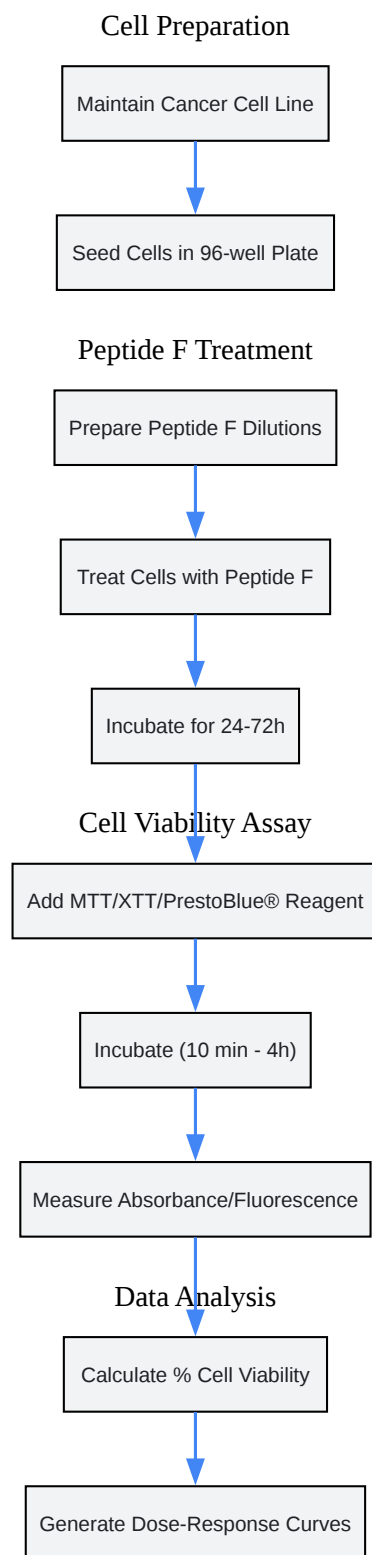 Cell Preparation
Maintain Cancer Cell Line
Seed Cells in 96-well Plate
Peptide F Treatment
Prepare Peptide F Dilutions
Treat Cells with Peptide F
Incubate for 24-72h
Cell Viability Assay
Add MTT/XTT/PrestoBlue® Reagent
Incubate (10 min - 4h)
Measure Absorbance/Fluorescence
Data Analysis
Calculate % Cell Viability
Generate Dose-Response Curves